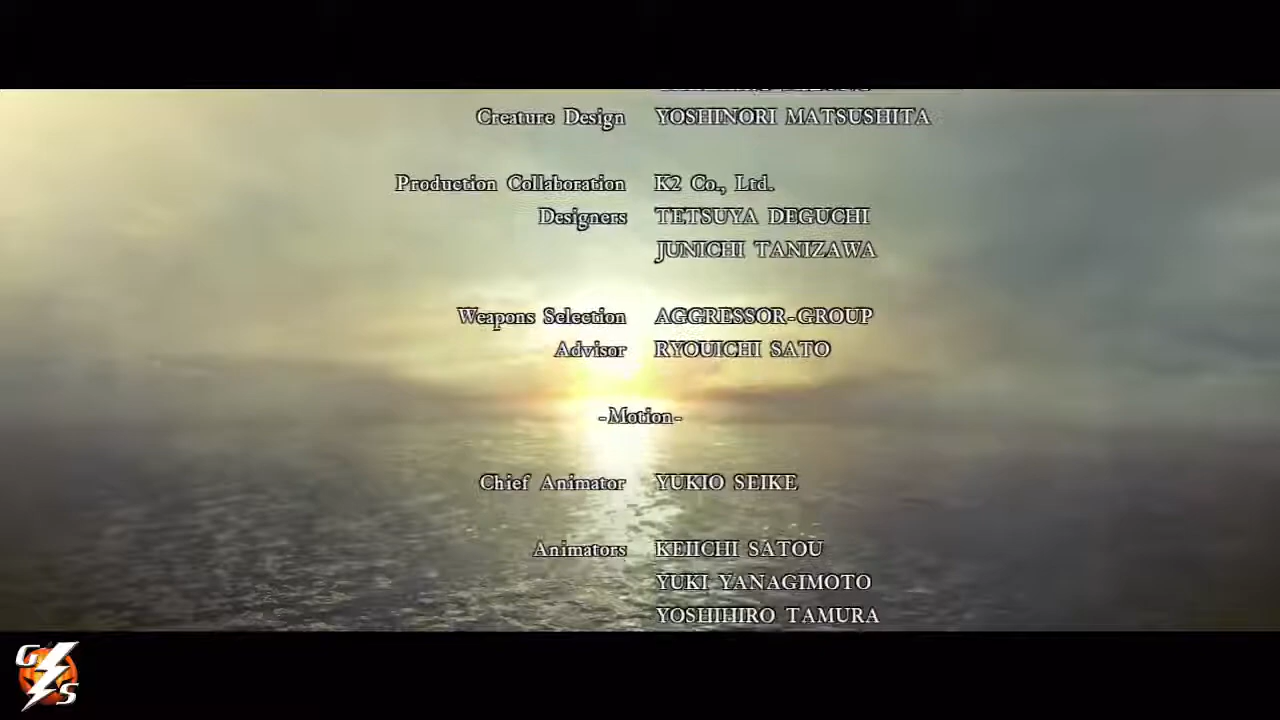 Creature Design YOSHINORI MATSUSHITA
Production Collaboration K2 Co., Ltd.
Designers TETSUYA DEGUCHI
JUNICHI TANIZAWA
Weapons Selection AGGRESSOR-GROUP
Advisor RYOUICHI SATO
-Motion-
Chief Animator YUKIO SEIKE
Animators KEIICHI SATOU
YUKI YANAGIMOTO
YOSHIHIRO TAMURA
G S